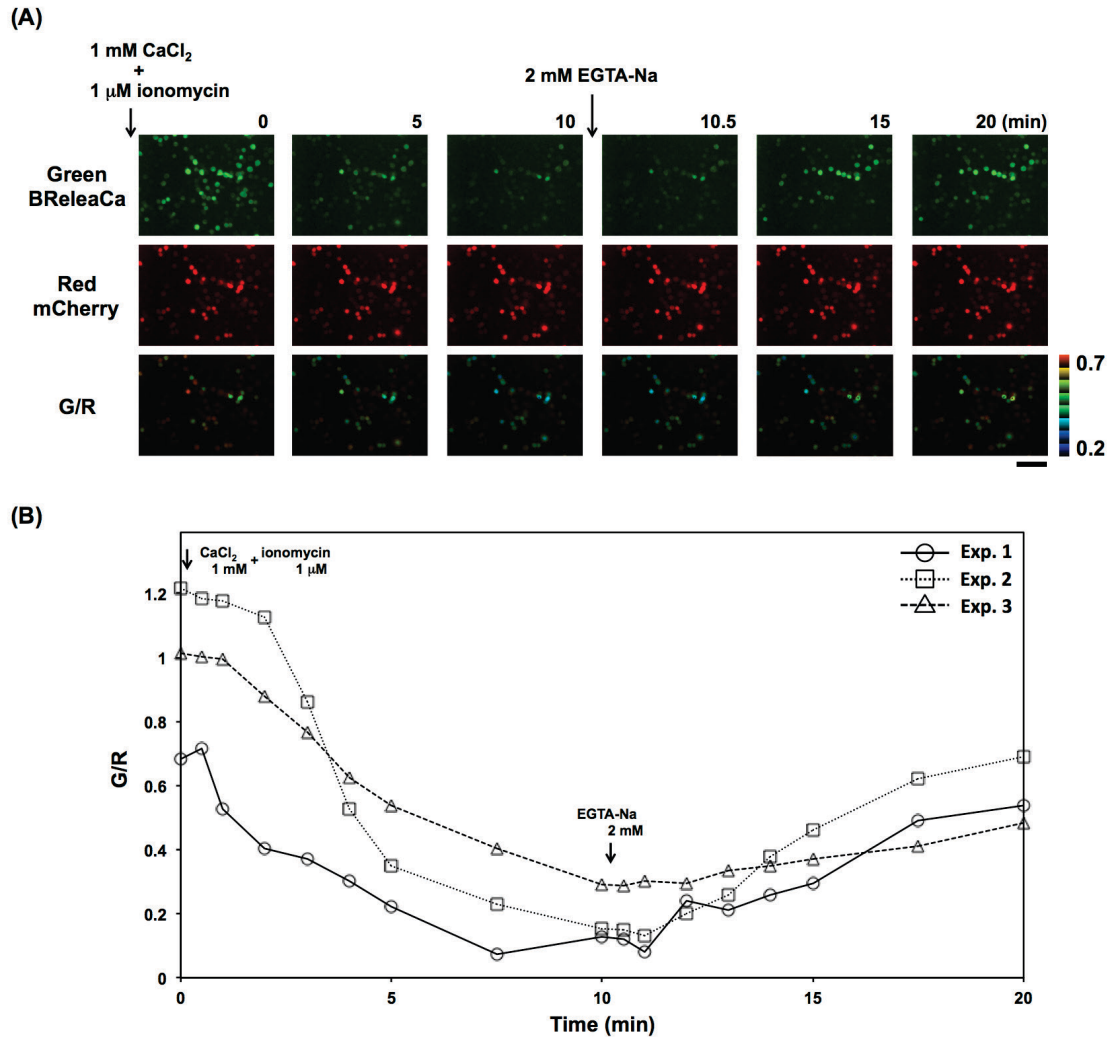 (A)
1 mM CaCl2
+
1 μM ionomycin
2 mM EGTA-Na
0 5 10 10.5 15 20 (min)
Green
BReleaCa
Red
mCherry
G/R
0.7
0.2
(B)
CaCl2 + ionomycin
1 mM 1 μM
Exp. 1
Exp. 2
Exp. 3
EGTA-Na
2 mM
1.2
1
0.8
0.6
0.4
0.2
0
G/R
0 5 10 15 20
Time (min)